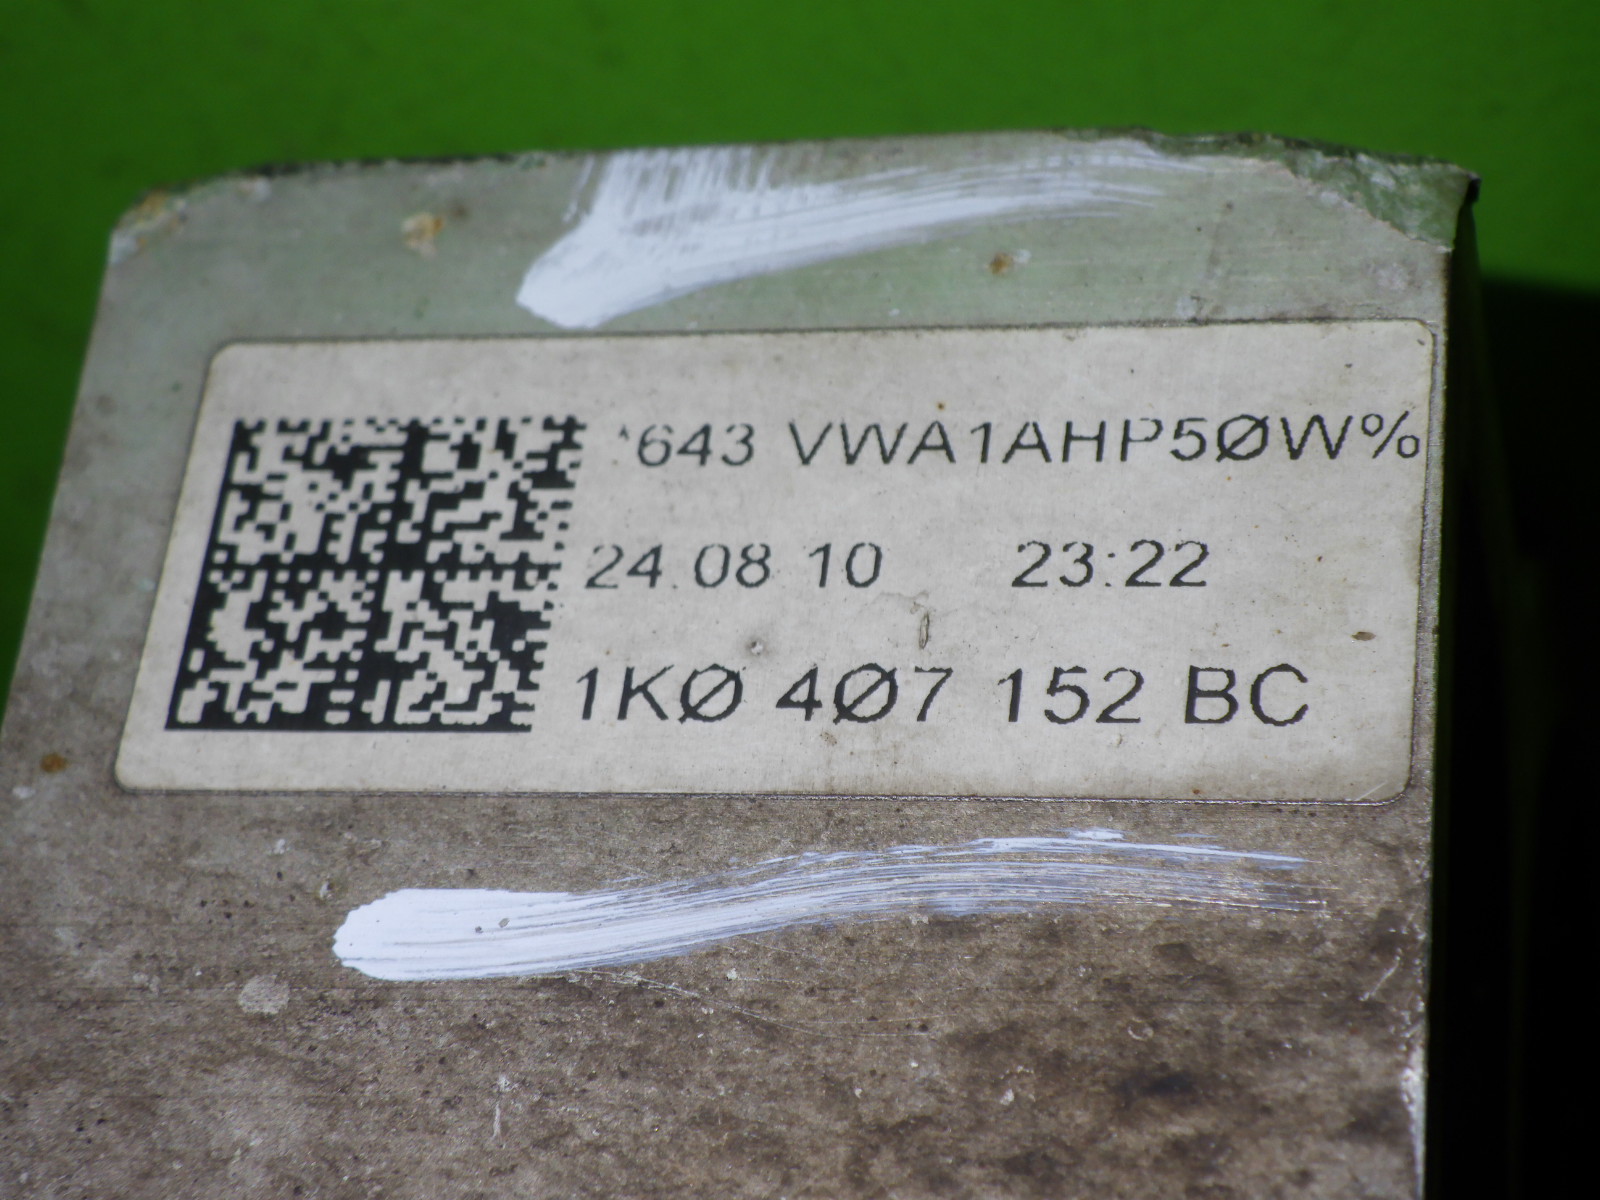 *643 VWA1AHP5ØW%
24.08.10 23:22
1KØ 4Ø7 152 BC